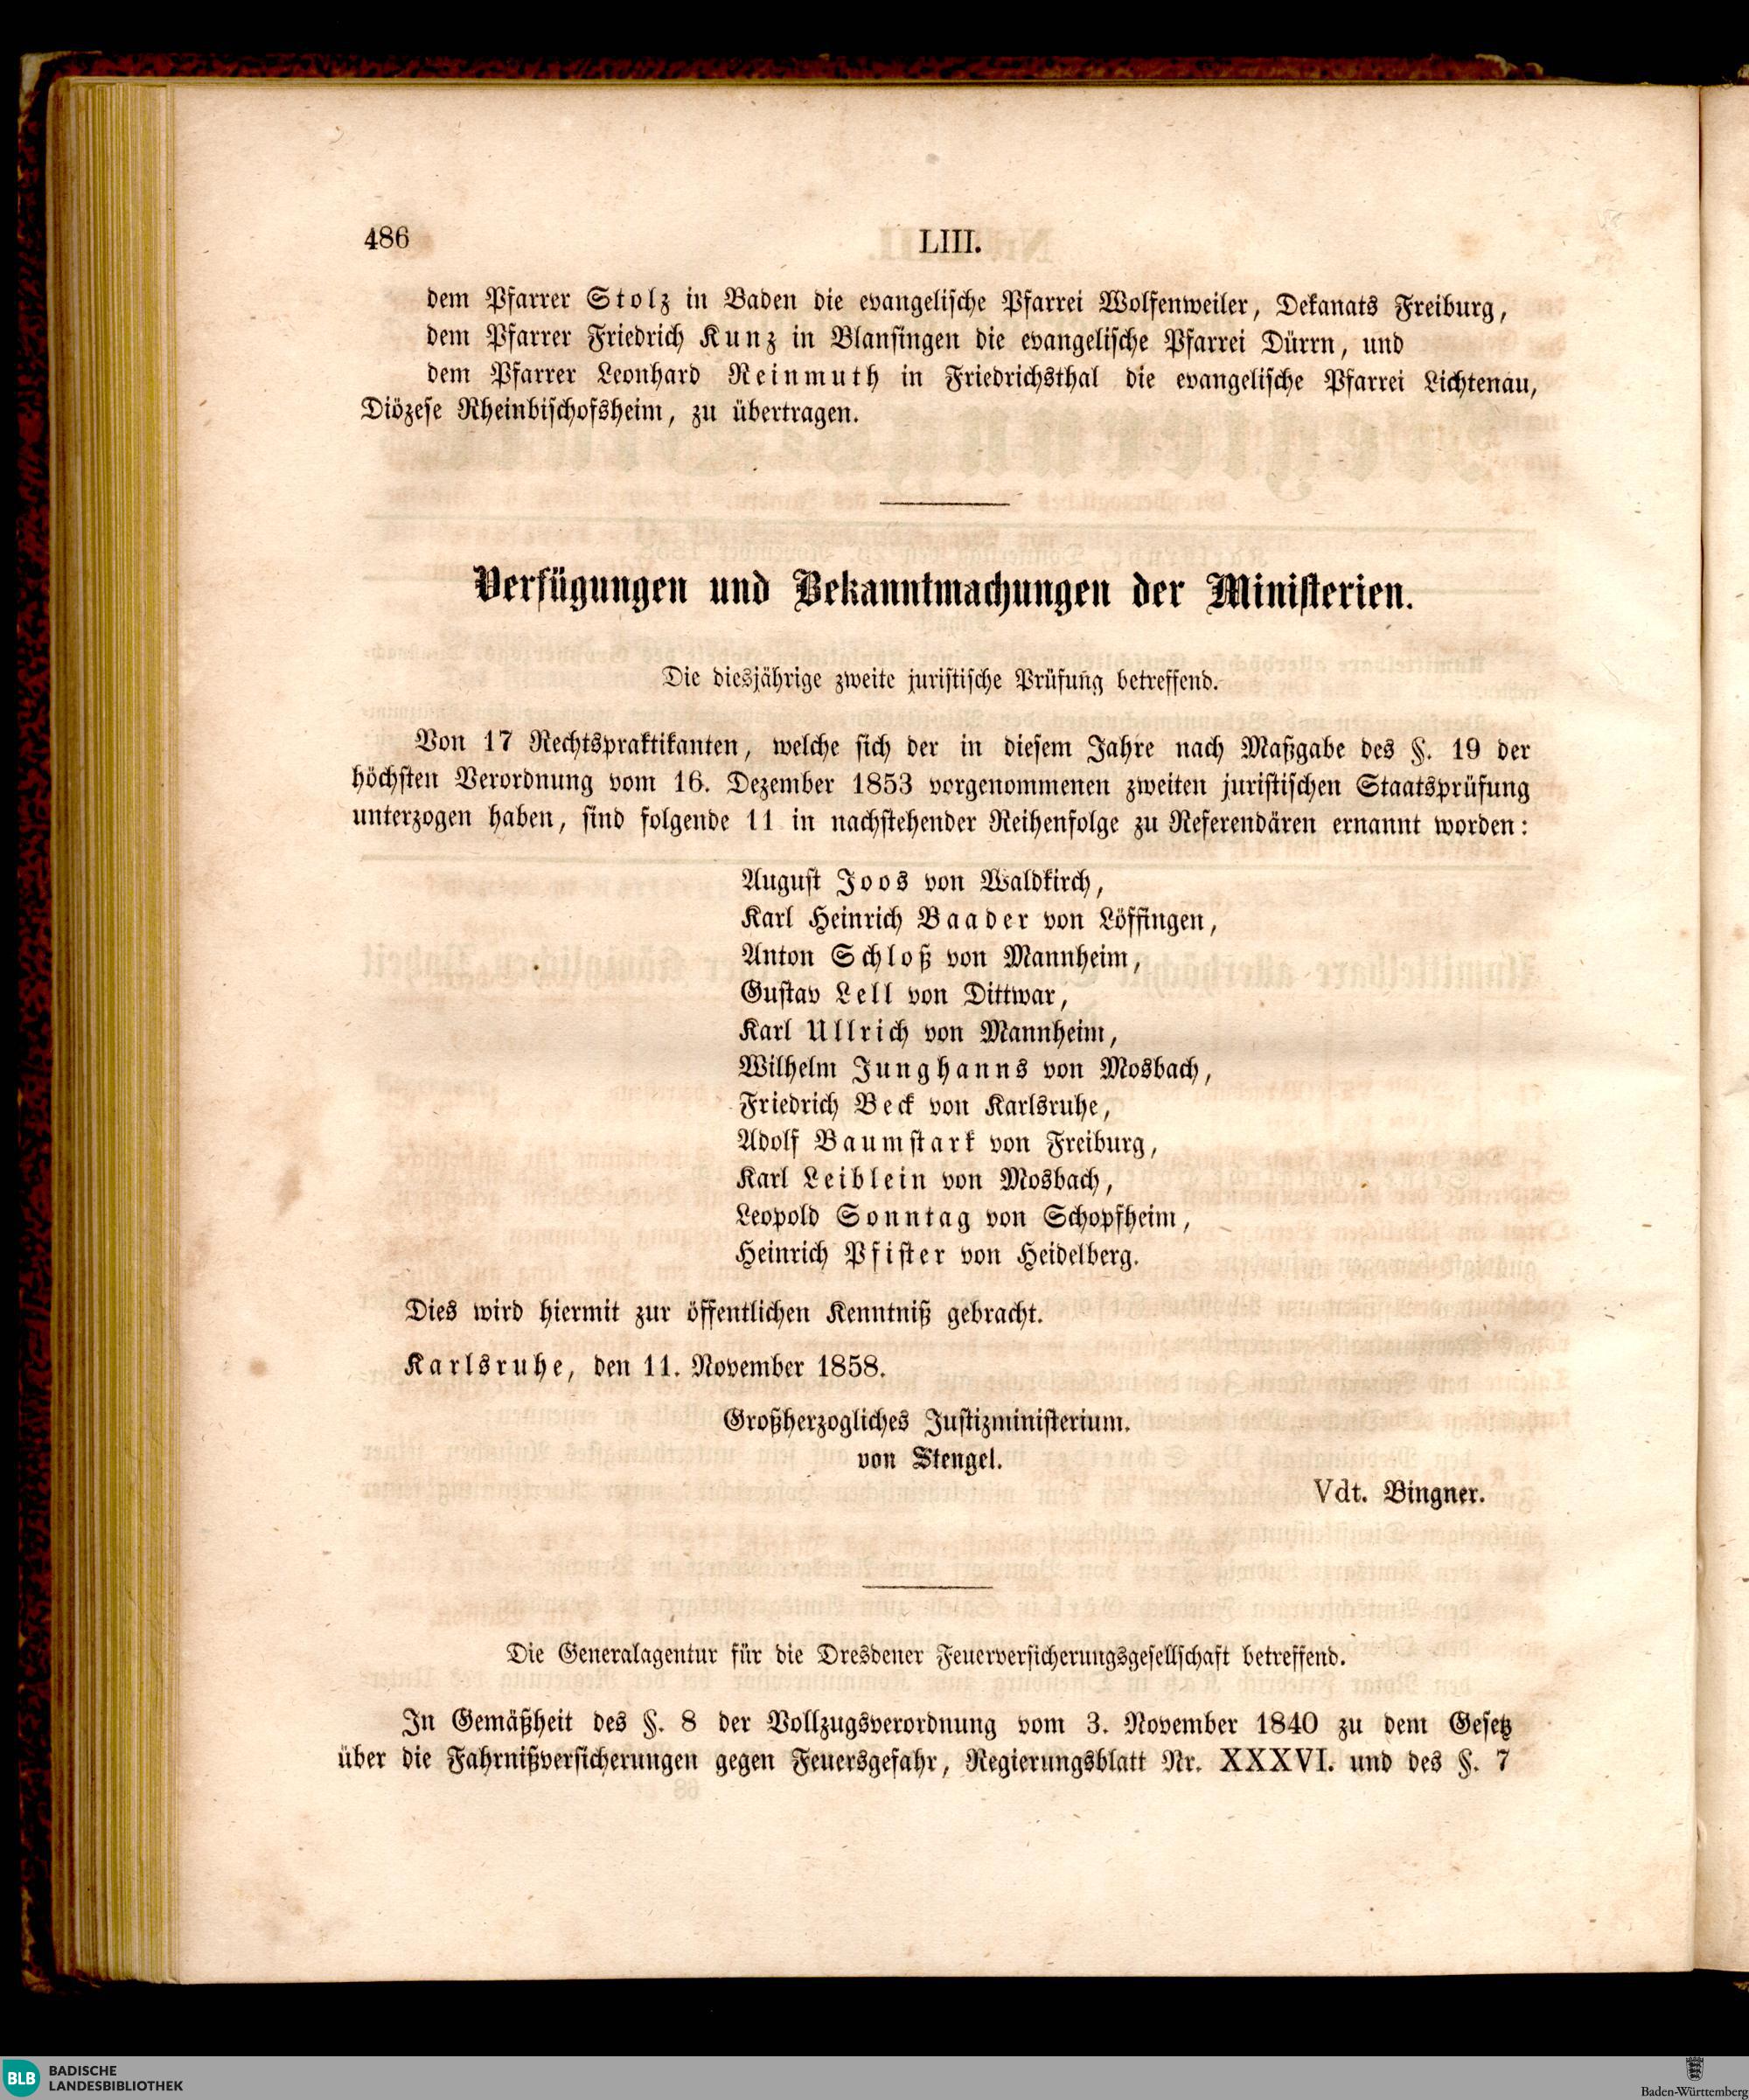 486
LIII.
dem Pfarrer Stolz in Baden die evangelische Pfarrei Wolfenweiler, Dekanats Freiburg,
dem Pfarrer Friedrich Kunz in Blansingen die evangelische Pfarrei Dürrn, und
dem Pfarrer Leonhard Reinmuth in Friedrichsthal die evangelische Pfarrei Lichtenau,
Diözese Rheinbischofsheim, zu übertragen.
Verfügungen und Bekanntmachungen der Ministerien.
Die diesjährige zweite juristische Prüfung betreffend.
Von 17 Rechtspraktikanten, welche sich der in diesem Jahre nach Maßgabe des §. 19 der
höchsten Verordnung vom 16. Dezember 1853 vorgenommenen zweiten juristischen Staatsprüfung
unterzogen haben, sind folgende 11 in nachstehender Reihenfolge zu Referendären ernannt worden:
August Joos von Waldkirch,
Karl Heinrich Baader von Löffingen,
Anton Schloß von Mannheim,
Gustav Lell von Dittwar,
Karl Ullrich von Mannheim,
Wilhelm Junghanns von Mosbach,
Friedrich Beck von Karlsruhe,
Adolf Baumstark von Freiburg,
Karl Leiblein von Mosbach,
Leopold Sonntag von Schopfheim,
Heinrich Pfister von Heidelberg.
Dies wird hiermit zur öffentlichen Kenntniß gebracht.
Karlsruhe, den 11. November 1858.
Großherzogliches Justizministerium.
von Stengel.
Vdt. Bingner.
Die Generalagentur für die Dresdener Feuerversicherungsgesellschaft betreffend.
In Gemäßheit des §. 8 der Vollzugsverordnung vom 3. November 1840 zu dem Gesetz
über die Fahrnißversicherungen gegen Feuersgefahr, Regierungsblatt Nr. XXXVI. und des §. 7
BLB BADISCHE
LANDESBIBLIOTHEK
Baden-Württemberg